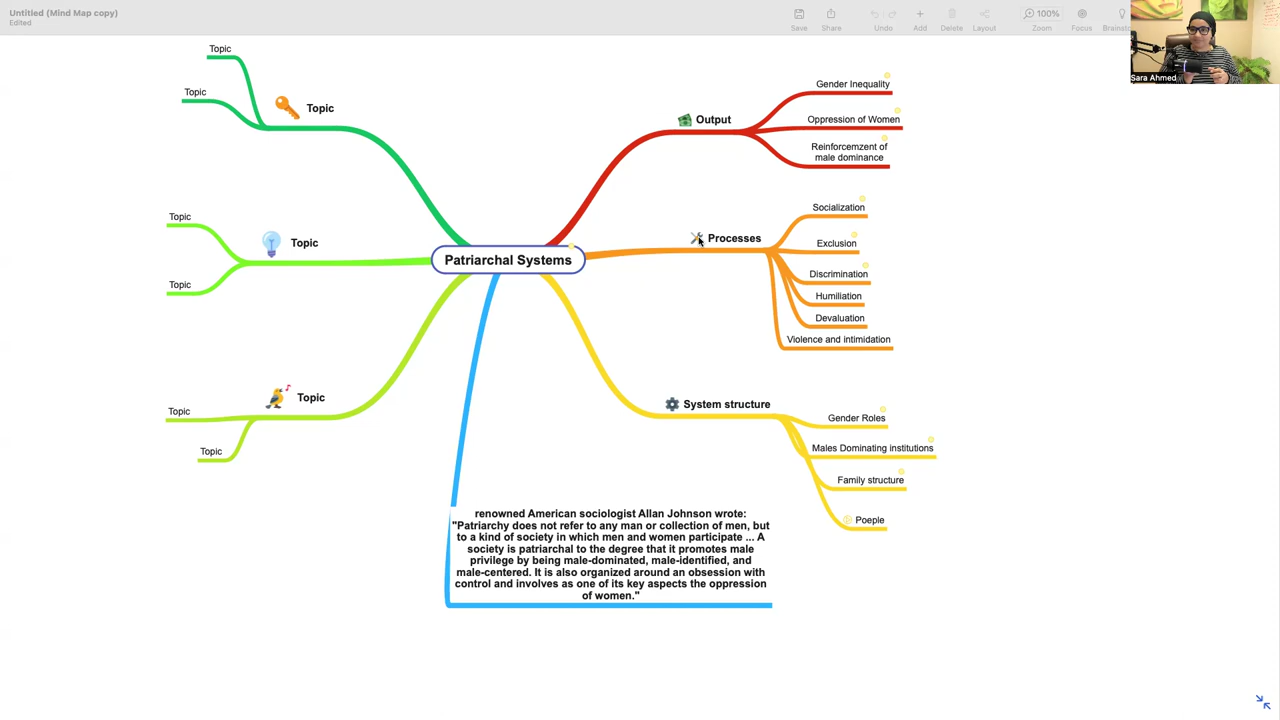 Untitled (Mind Map copy)
Edited
Save
Share
Undo
Add
Delete
Layout
100%
Zoom
Focus
Sara Ahmed
Topic
Topic
Topic
Topic
Topic
Topic
Topic
Topic
Topic
Patriarchal Systems
Output
Gender Inequality
Oppression of Women
Reinforcemzent of
male dominance
Processes
Socialization
Exclusion
Discrimination
Humiliation
Devaluation
Violence and intimidation
System structure
Gender Roles
Males Dominating institutions
Family structure
Poeple
renowned American sociologist Allan Johnson wrote:
"Patriarchy does not refer to any man or collection of men, but
to a kind of society in which men and women participate ... A
society is patriarchal to the degree that it promotes male
privilege by being male-dominated, male-identified, and
male-centered. It is also organized around an obsession with
control and involves as one of its key aspects the oppression
of women."